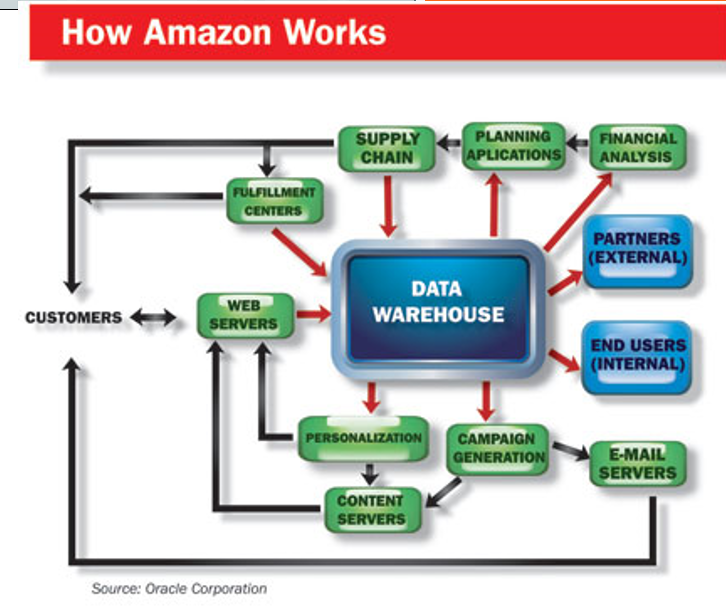 How Amazon Works
SUPPLY
CHAIN
PLANNING
APLICATIONS
FINANCIAL
ANALYSIS
FULFILLMENT
CENTERS
PARTNERS
(EXTERNAL)
DATA
WAREHOUSE
CUSTOMERS
WEB
SERVERS
END USERS
(INTERNAL)
PERSONALIZATION
CAMPAIGN
GENERATION
E-MAIL
SERVERS
CONTENT
SERVERS
Source: Oracle Corporation